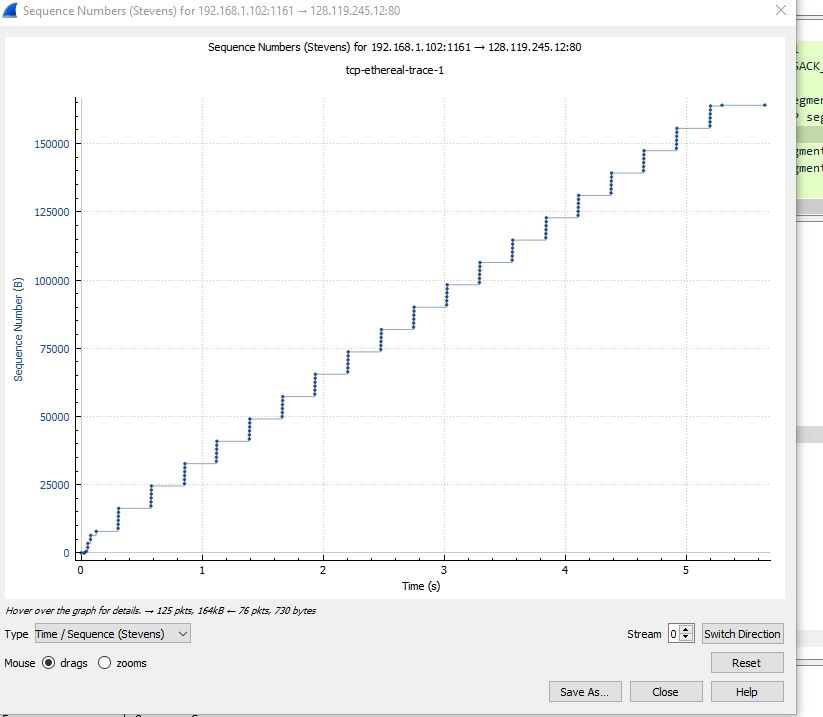 Sequence Numbers (Stevens) for 192.168.1.102:1161 → 128.119.245.12:80
Sequence Numbers (Stevens) for 192.168.1.102:1161 → 128.119.245.12:80
tcp-ethereal-trace-1
SACK_
150000
125000
100000
75000
50000
25000
0
Sequence Number (B)
0 1 2 3 4 5
Time (s)
Hover over the graph for details. → 125 pkts, 164kB ← 76 pkts, 730 bytes
Type Time / Sequence (Stevens) Stream 0 Switch Direction
Mouse drags zooms Reset
Save As... Close Help